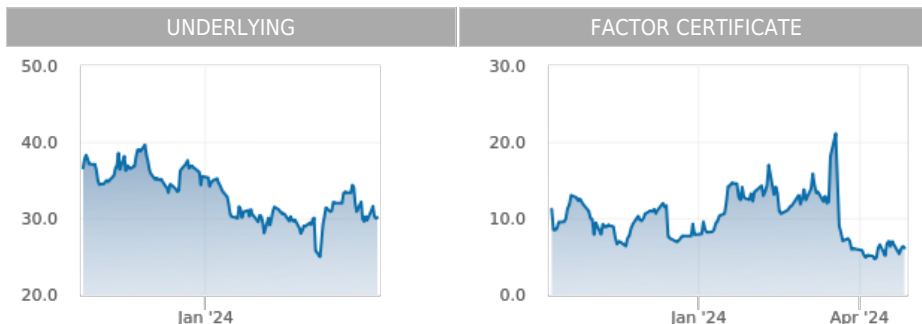 UNDERLYING
FACTOR CERTIFICATE
50.0
40.0
30.0
20.0
Jan '24
30.0
20.0
10.0
0.0
Jan '24
Apr '24